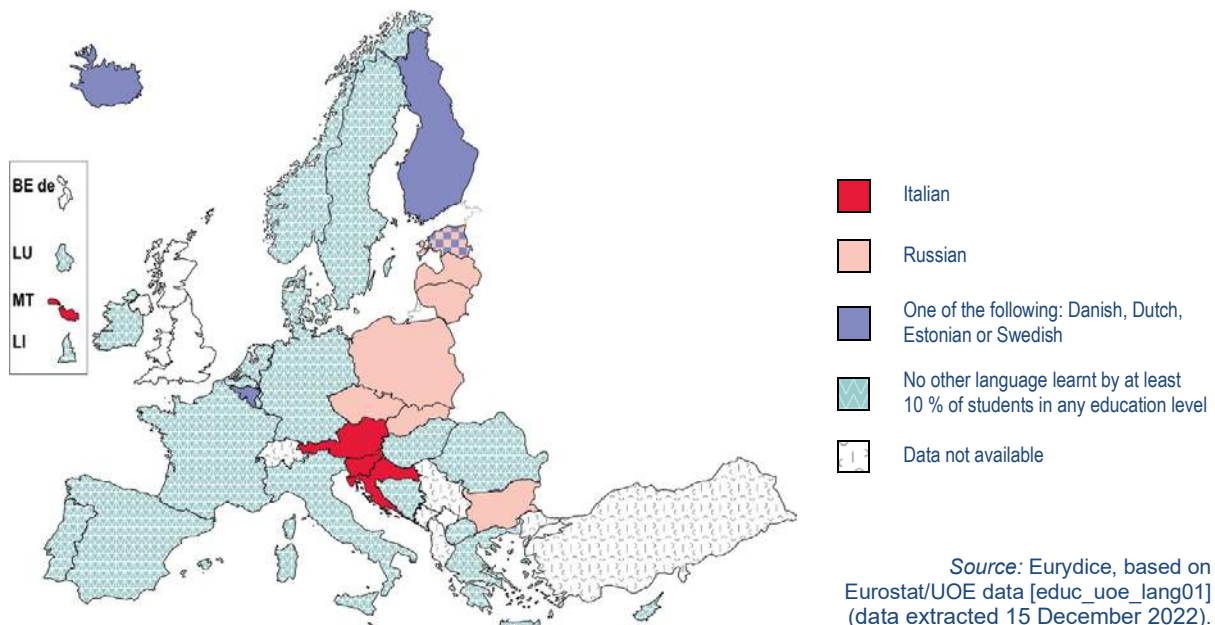 BE de
LU
MT
LI
Italian
Russian
One of the following: Danish, Dutch,
Estonian or Swedish
No other language learnt by at least
10 % of students in any education level
Data not available
Source: Eurydice, based on
Eurostat/UOE data [educ_uoe_lang01]
(data extracted 15 December 2022).